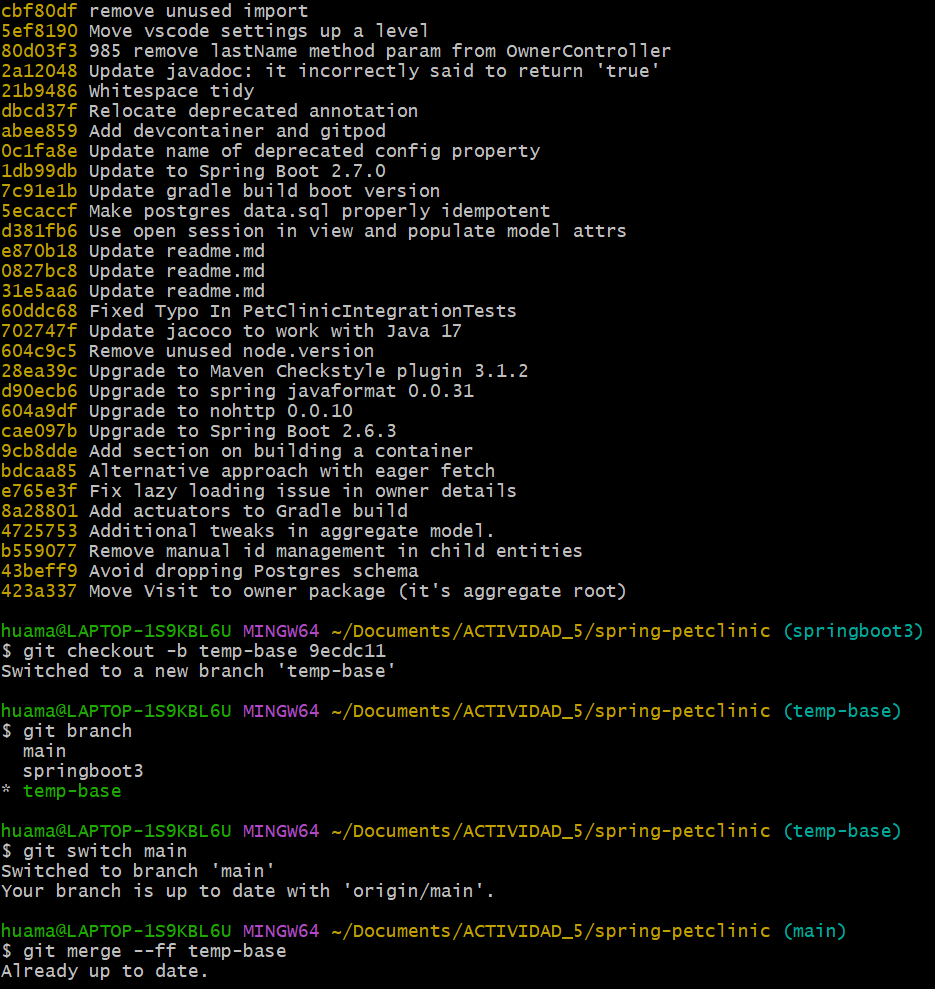 cbf80df remove unused import
5ef8190 Move vscode settings up a level
80d03f3 985 remove lastName method param from OwnerController
2a12048 Update javadoc: it incorrectly said to return 'true'
21b9486 Whitespace tidy
dbcd37f Relocate deprecated annotation
abee859 Add devcontainer and gitpod
0c1fa8e Update name of deprecated config property
1db99db Update to Spring Boot 2.7.0
7c91e1b Update gradle build boot version
5ecaccf Make postgres data.sql properly idempotent
d381fb6 Use open session in view and populate model attrs
e870b18 Update readme.md
0827bc8 Update readme.md
31e5aa6 Update readme.md
60ddc68 Fixed Typo In PetClinicIntegrationTests
702747f Update jacoco to work with Java 17
604c9c5 Remove unused node.version
28ea39c Upgrade to Maven Checkstyle plugin 3.1.2
d90ecb6 Upgrade to spring javaformat 0.0.31
604a9df Upgrade to nohttp 0.0.10
cae097b Upgrade to Spring Boot 2.6.3
9cb8dde Add section on building a container
bdcaa85 Alternative approach with eager fetch
e765e3f Fix lazy loading issue in owner details
8a28801 Add actuators to Gradle build
4725753 Additional tweaks in aggregate model.
b559077 Remove manual id management in child entities
43beff9 Avoid dropping Postgres schema
423a337 Move Visit to owner package (it's aggregate root)
huama@LAPTOP-1S9KBL6U MINGW64 ~/Documents/ACTIVIDAD_5/spring-petclinic (springboot3)
$ git checkout -b temp-base 9ecdc11
Switched to a new branch 'temp-base'
huama@LAPTOP-1S9KBL6U MINGW64 ~/Documents/ACTIVIDAD_5/spring-petclinic (temp-base)
$ git branch
main
springboot3
* temp-base
huama@LAPTOP-1S9KBL6U MINGW64 ~/Documents/ACTIVIDAD_5/spring-petclinic (temp-base)
$ git switch main
Switched to branch 'main'
Your branch is up to date with 'origin/main'.
huama@LAPTOP-1S9KBL6U MINGW64 ~/Documents/ACTIVIDAD_5/spring-petclinic (main)
$ git merge --ff temp-base
Already up to date.